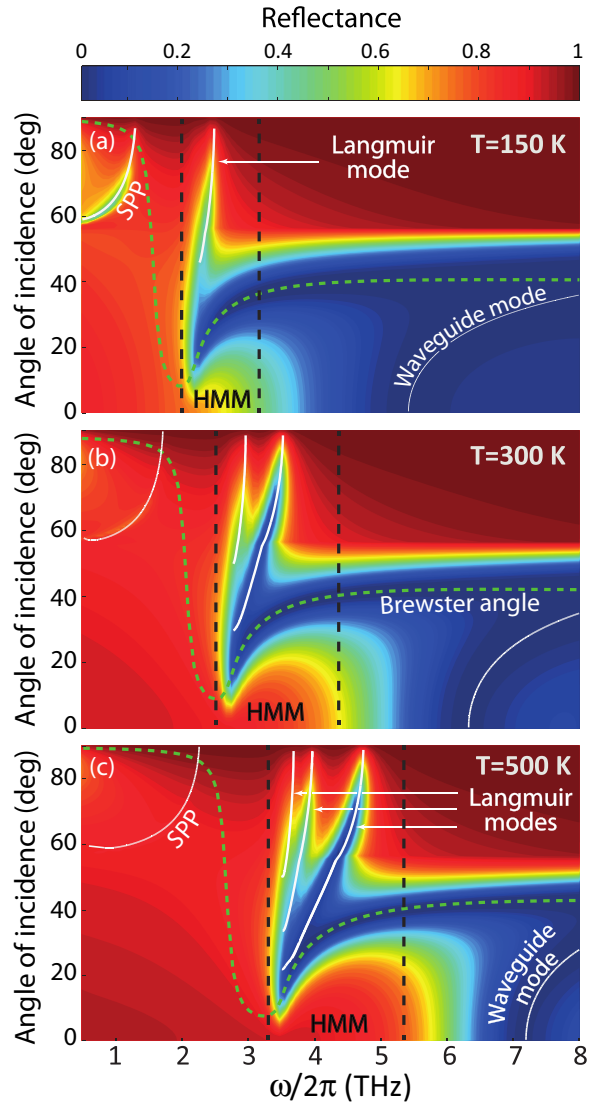 Reflectance
0 0.2 0.4 0.6 0.8 1
Angle of incidence (deg)
80
60
40
20
0
(a)
SPP
Langmuir
mode
T=150 K
Waveguide mode
HMM
Angle of incidence (deg)
80
60
40
20
0
(b)
T=300 K
Brewster angle
HMM
Angle of incidence (deg)
80
60
40
20
0
(c)
SPP
T=500 K
Langmuir
modes
Waveguide
mode
HMM
1 2 3 4 5 6 7 8
ω/2π (THz)